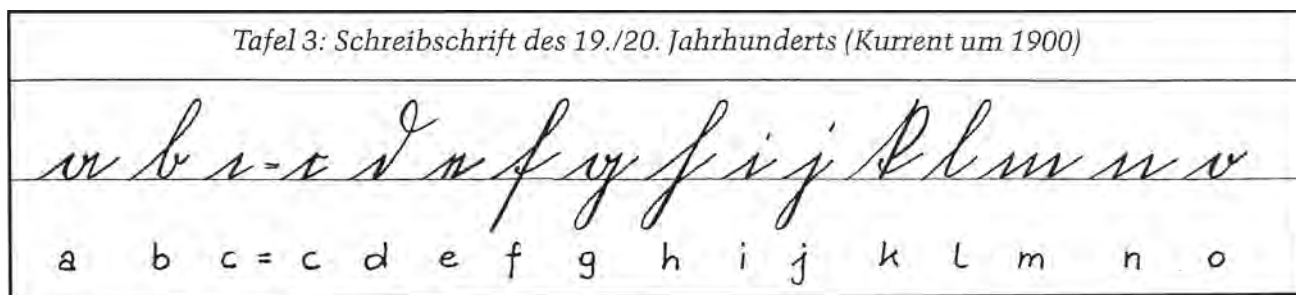 Tafel 3: Schreibschrift des 19./20. Jahrhunderts (Kurrent um 1900)
a b c = c d e f g h i j k l m n o
a b c = c d e f g h i j k l m n o